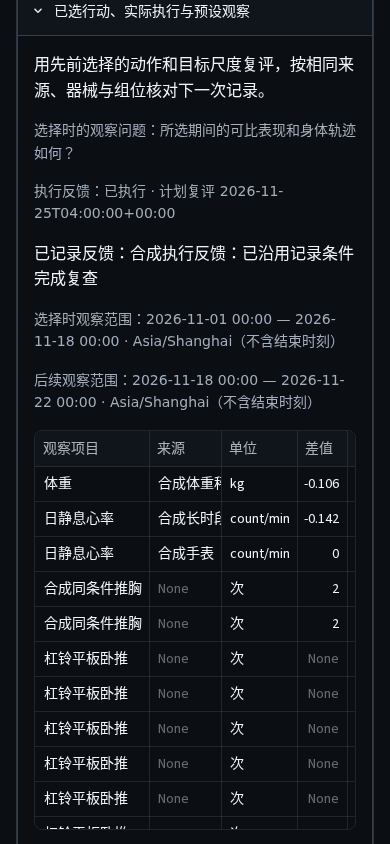 已选行动、实际执行与预设观察
用先前选择的动作和目标尺度复评，按相同来
源、器械与组位核对下一次记录。
选择时的观察问题：所选期间的可比表现和身体轨迹
如何？
执行反馈：已执行 · 计划复评 2026-11-
25T04:00:00+00:00
已记录反馈：合成执行反馈：已沿用记录条件
完成复查
选择时观察范围：2026-11-01 00:00 — 2026-
11-18 00:00 · Asia/Shanghai（不含结束时刻）
后续观察范围：2026-11-18 00:00 — 2026-11-
22 00:00 · Asia/Shanghai（不含结束时刻）
观察项目 来源 单位 差值
体重 合成体重 kg -0.106
日静息心率 合成长时 count/min -0.142
日静息心率 合成手表 count/min 0
合成同条件推胸 None 次 2
合成同条件推胸 None 次 2
杠铃平板卧推 None 次 None
杠铃平板卧推 None 次 None
杠铃平板卧推 None 次 None
杠铃平板卧推 None 次 None
杠铃平板卧推 None 次 None